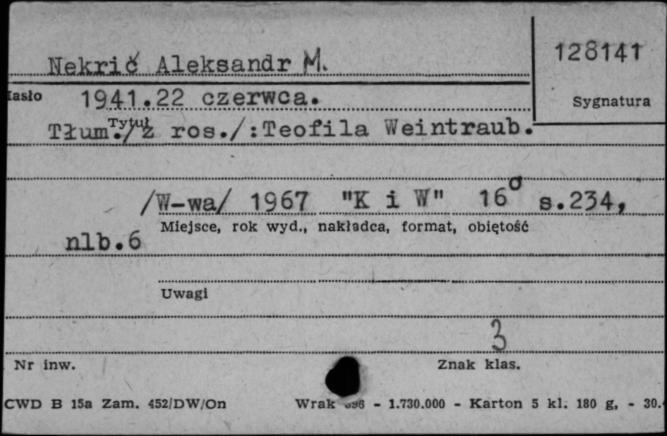 Nekrič Aleksandr M.
128141
Hasło 1941.22 czerwca.
Sygnatura
Tytuł
Tłum./z ros./:Teofila Weintraub.
/W-wa/ 1967 "K i W" 16° s.234,
Miejsce, rok wyd., nakładca, format, obiętość
nlb.6
Uwagi
3
Nr inw. Znak klas.
CWD B 15a Zam. 452/DW/On Wrak - 1.730.000 - Karton 5 kl. 180 g, - 30.